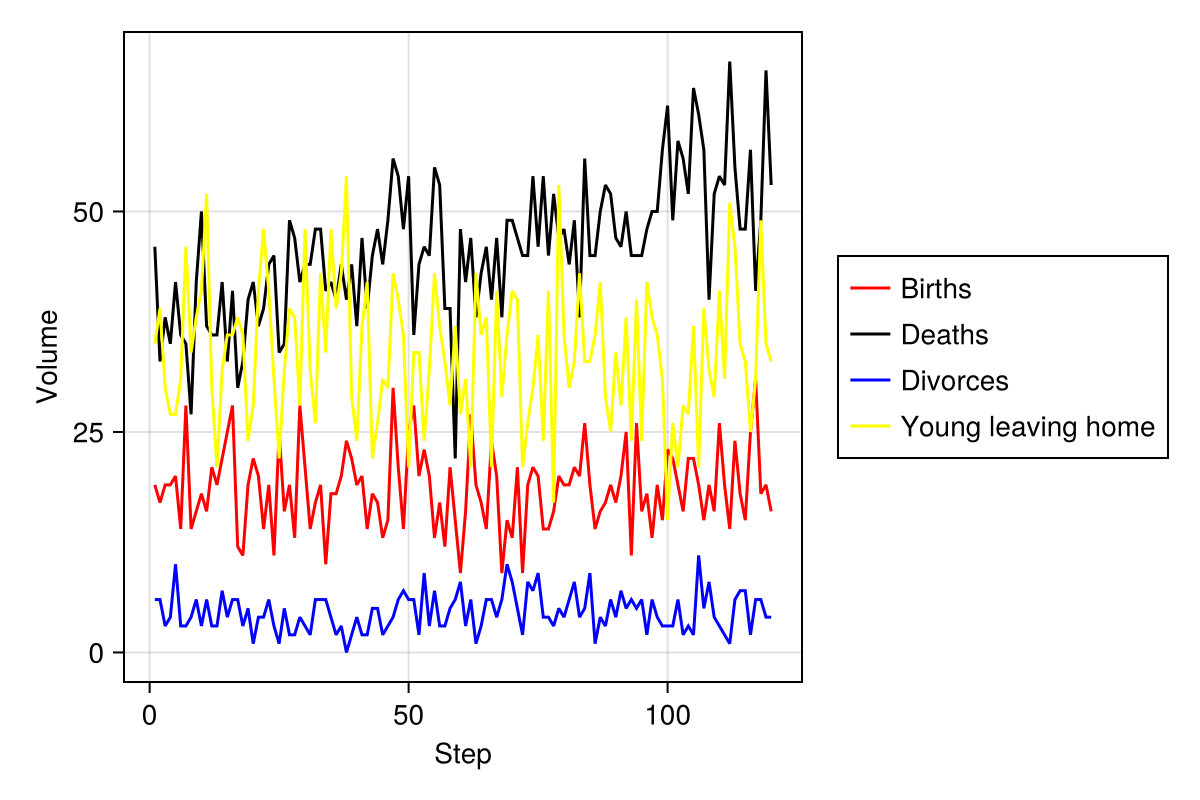 Volume
50
25
0
0
50
100
Step
Births
Deaths
Divorces
Young leaving home